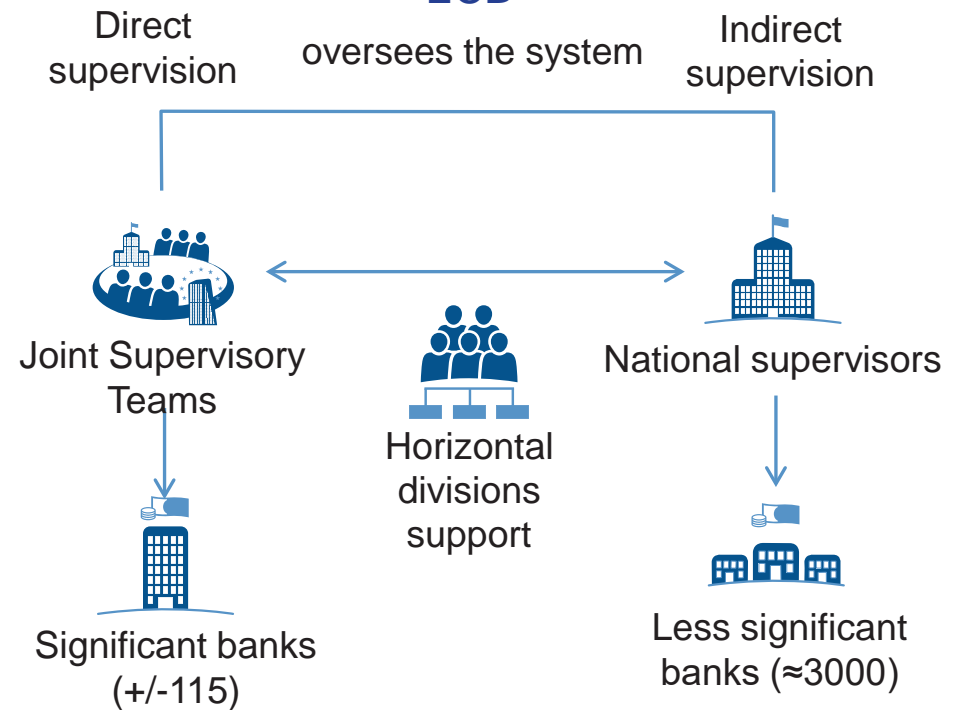 Direct
supervision
oversees the system
Indirect
supervision
Joint Supervisory
Teams
National supervisors
Horizontal
divisions
support
Significant banks
(+/-115)
Less significant
banks (≈3000)